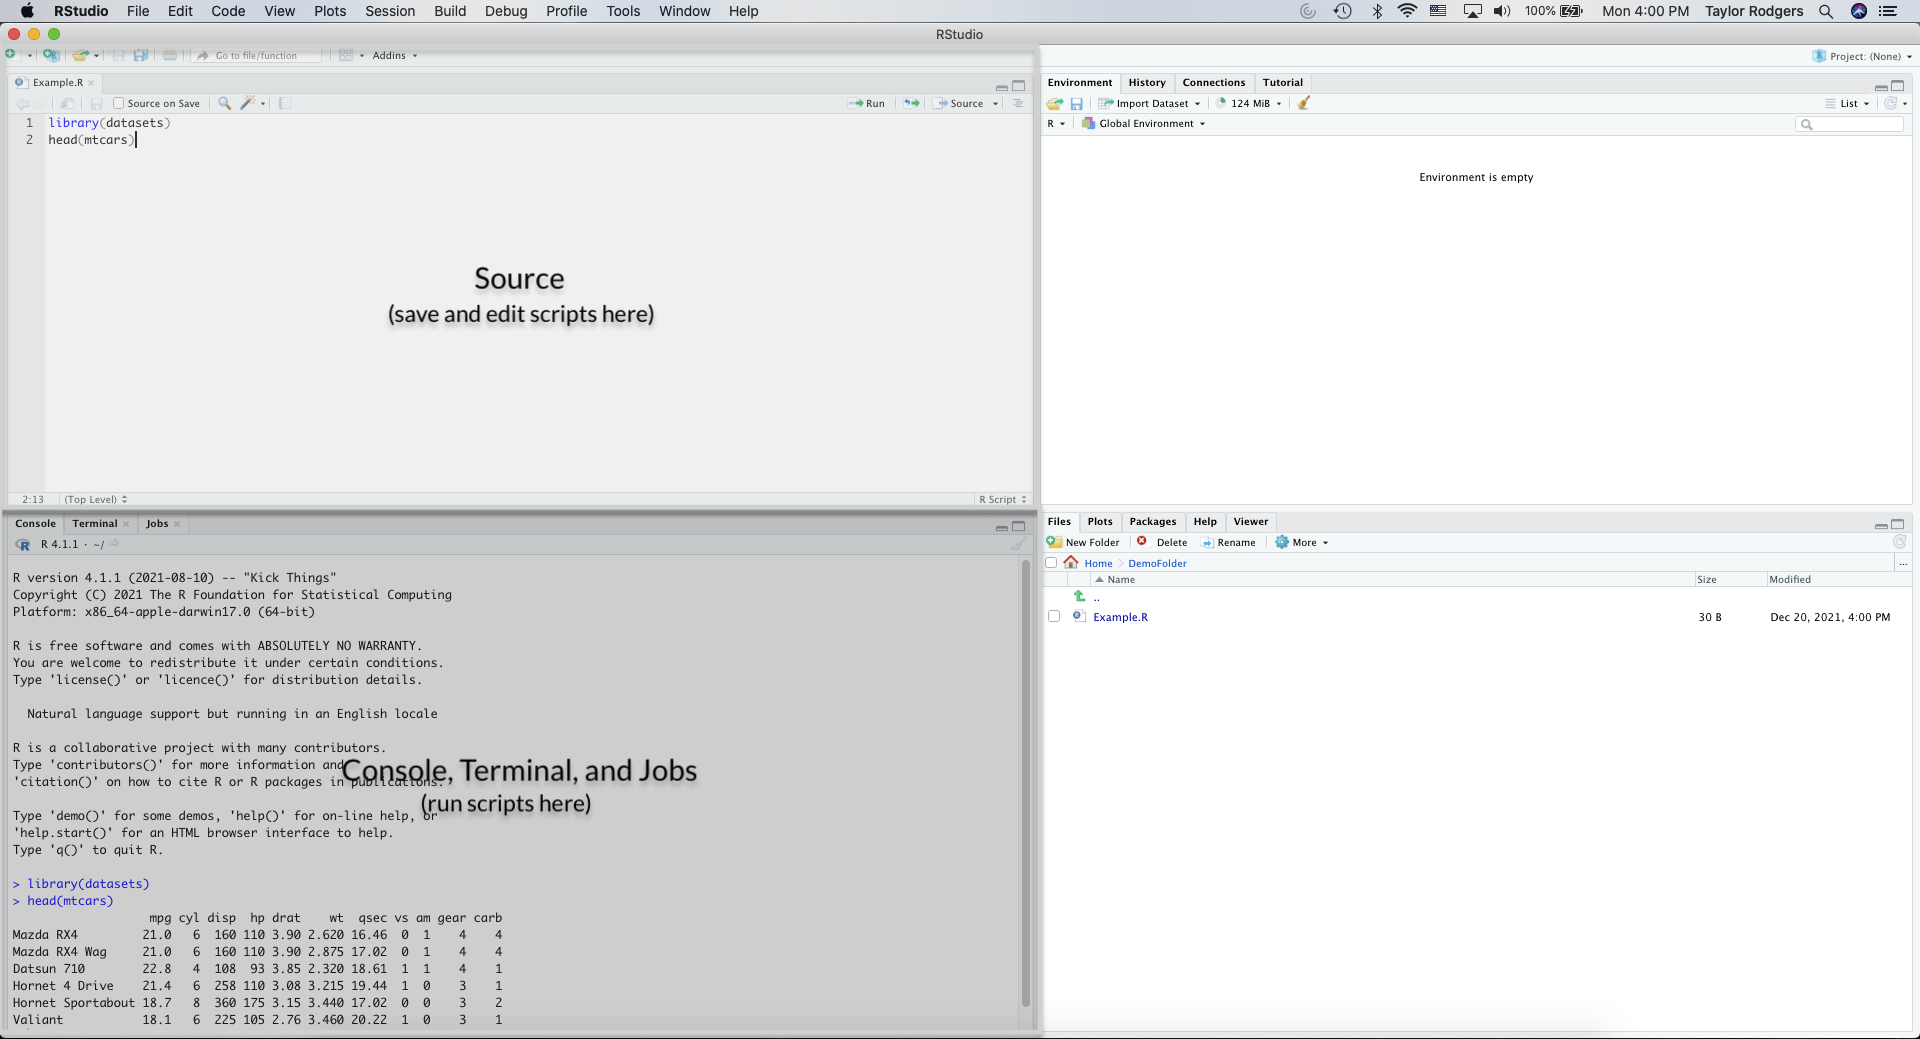 RStudio File Edit Code View Plots Session Build Debug Profile Tools Window Help 100% Mon 4:00 PM Taylor Rodgers
RStudio
Go to file/function Addins Project: (None)
Example.R
Source on Save Run Source
1 library(datasets)
2 head(mtcars)
Source
(save and edit scripts here)
2:13 (Top Level) R Script
Environment History Connections Tutorial
Import Dataset 124 MiB List
R Global Environment
Environment is empty
Console Terminal Jobs
R 4.1.1 · ~/
R version 4.1.1 (2021-08-10) -- "Kick Things"
Copyright (C) 2021 The R Foundation for Statistical Computing
Platform: x86_64-apple-darwin17.0 (64-bit)
R is free software and comes with ABSOLUTELY NO WARRANTY.
You are welcome to redistribute it under certain conditions.
Type 'license()' or 'licence()' for distribution details.
Natural language support but running in an English locale
R is a collaborative project with many contributors.
Type 'contributors()' for more information and
'citation()' on how to cite R or R packages in publications.
Console, Terminal, and Jobs
(run scripts here)
Type 'demo()' for some demos, 'help()' for on-line help, or
'help.start()' for an HTML browser interface to help.
Type 'q()' to quit R.
> library(datasets)
> head(mtcars)
mpg cyl disp hp drat wt qsec vs am gear carb
Mazda RX4 21.0 6 160 110 3.90 2.620 16.46 0 1 4 4
Mazda RX4 Wag 21.0 6 160 110 3.90 2.875 17.02 0 1 4 4
Datsun 710 22.8 4 108 93 3.85 2.320 18.61 1 1 4 1
Hornet 4 Drive 21.4 6 258 110 3.08 3.215 19.44 1 0 3 1
Hornet Sportabout 18.7 8 360 175 3.15 3.440 17.02 0 0 3 2
Valiant 18.1 6 225 105 2.76 3.460 20.22 1 0 3 1
Files Plots Packages Help Viewer
New Folder Delete Rename More
Home DemoFolder ...
Name Size Modified
..
Example.R 30 B Dec 20, 2021, 4:00 PM